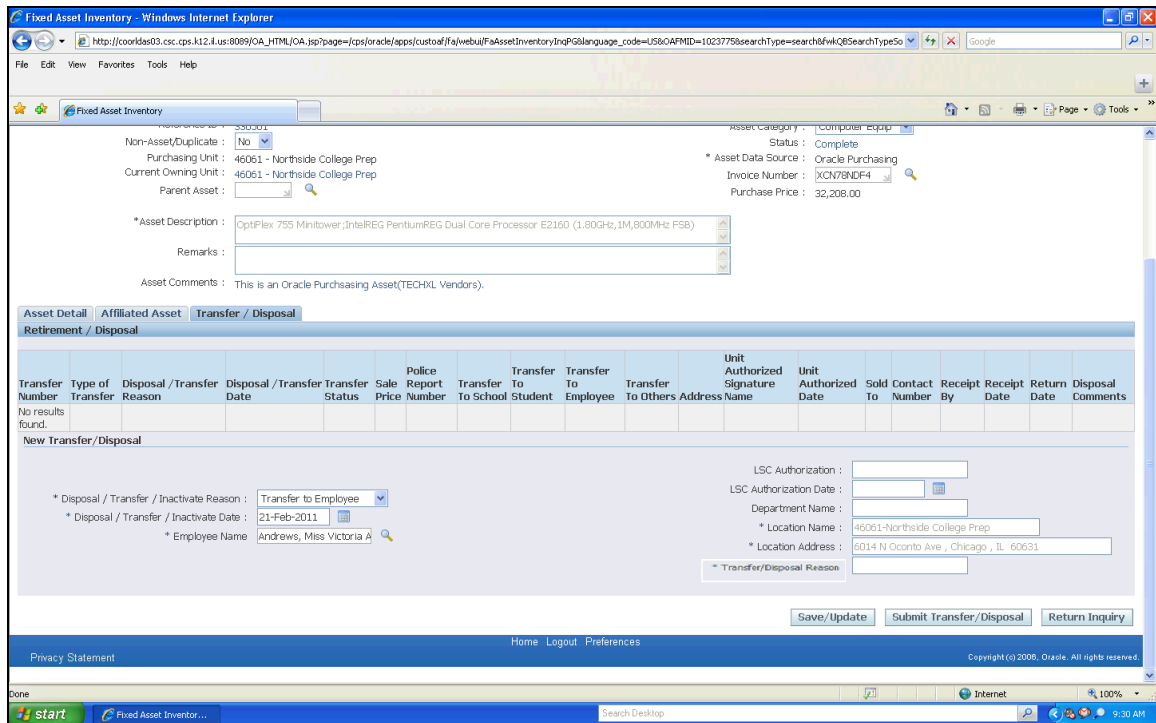 Fixed Asset Inventory - Windows Internet Explorer
http://coorldas03.csc.cps.k12.il.us:8089/OA_HTML/OA.jsp?page=/cps/oracle/apps/custoaf/fa/webui/FaAssetInventoryInqPG&language_code=US&OAFMID=1023775&searchType=search&fwkQBSearchTypeSo
Google
File Edit View Favorites Tools Help
Fixed Asset Inventory
Page Tools
Reference ID : 330501 Asset Category : Computer Equip
Non-Asset/Duplicate : No Status : Complete
Purchasing Unit : 46061 - Northside College Prep * Asset Data Source : Oracle Purchasing
Current Owning Unit : 46061 - Northside College Prep Invoice Number : XCN78NDF4
Parent Asset : Purchase Price : 32,208.00
*Asset Description : OptiPlex 755 Minitower;IntelREG PentiumREG Dual Core Processor E2160 (1.80GHz,1M,800MHz FSB)
Remarks :
Asset Comments : This is an Oracle Purchsasing Asset(TECHXL Vendors).
Asset Detail Affiliated Asset Transfer / Disposal
Retirement / Disposal
Transfer Number Type of Transfer Disposal /Transfer Reason Disposal /Transfer Date Transfer Status Sale Price Police Report Number Transfer To School Transfer To Student Transfer To Employee Transfer To Others Address Unit Authorized Signature Name Unit Authorized Date Sold To Contact Number Receipt By Receipt Date Return Date Disposal Comments
No results found.
New Transfer/Disposal
LSC Authorization :
* Disposal / Transfer / Inactivate Reason : Transfer to Employee LSC Authorization Date :
* Disposal / Transfer / Inactivate Date : 21-Feb-2011 Department Name :
* Employee Name Andrews, Miss Victoria A * Location Name : 46061-Northside College Prep
* Location Address : 6014 N Oconto Ave , Chicago , IL 60631
* Transfer/Disposal Reason
Save/Update Submit Transfer/Disposal Return Inquiry
Home Logout Preferences
Privacy Statement Copyright (c) 2006, Oracle. All rights reserved.
Done Internet 100%
start Fixed Asset Inventor... Search Desktop 9:30 AM